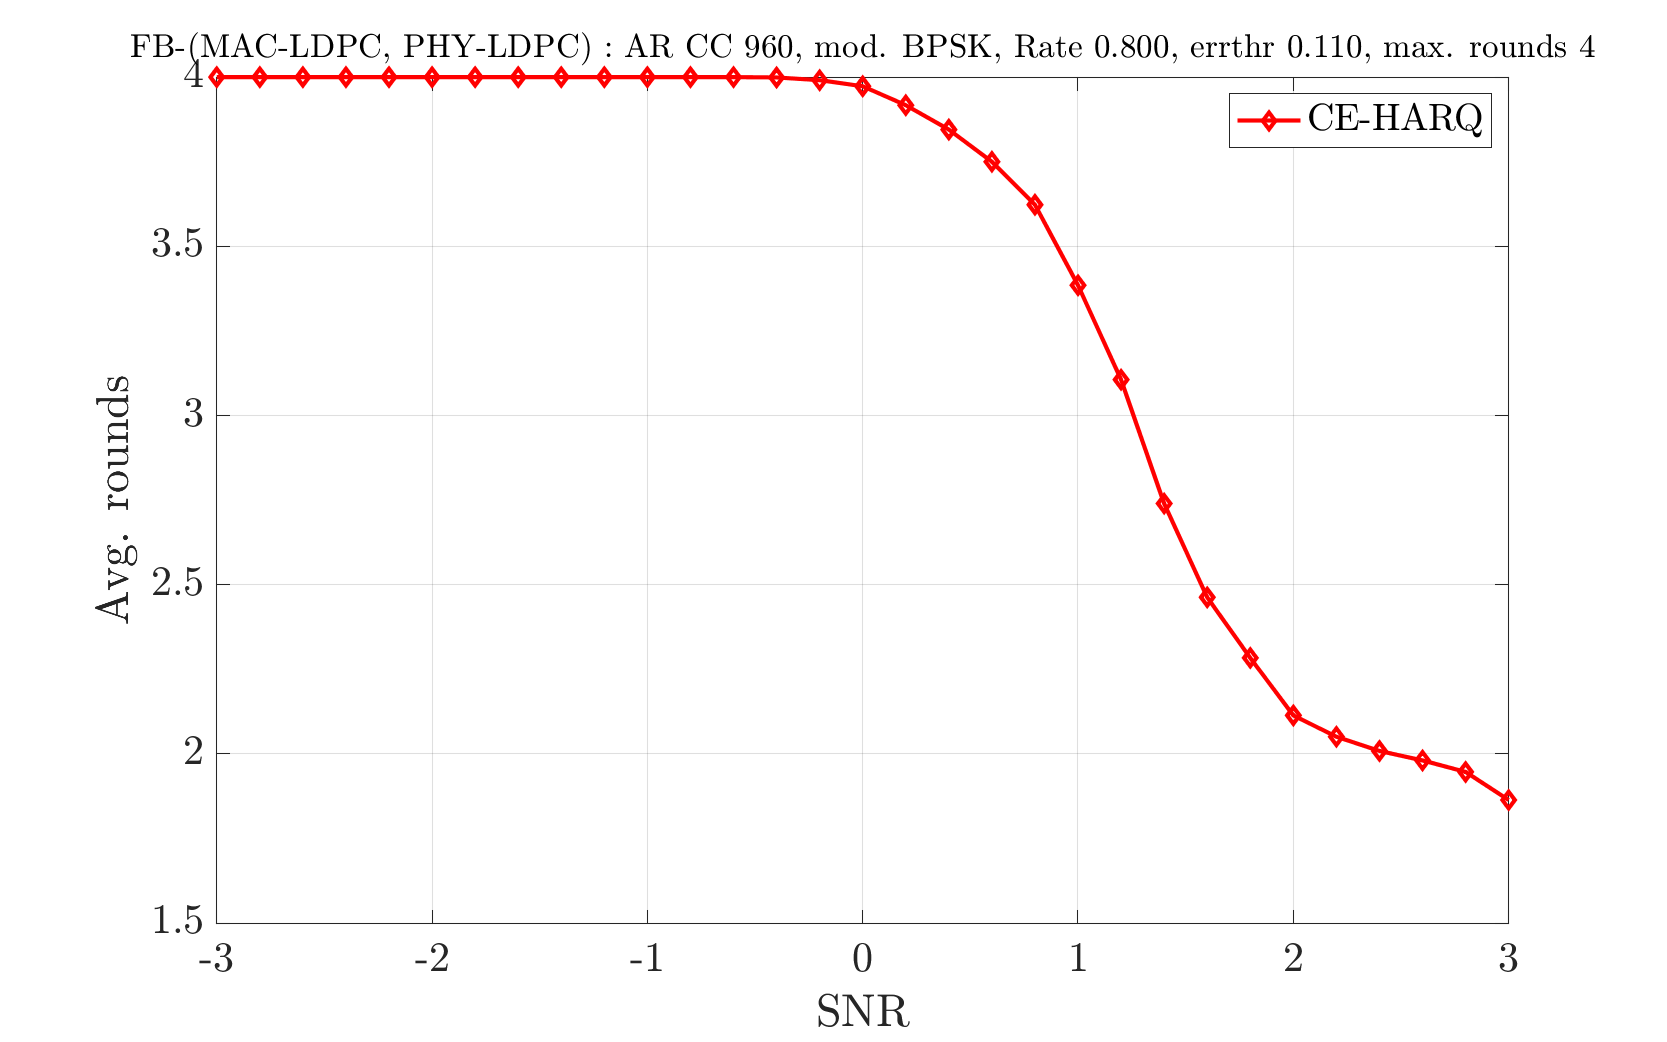 FB-(MAC-LDPC, PHY-LDPC) : AR CC 960, mod. BPSK, Rate 0.800, errthr 0.110, max. rounds 4
CE-HARQ
4
3.5
3
2.5
2
1.5
Avg. rounds
-3 -2 -1 0 1 2 3
SNR